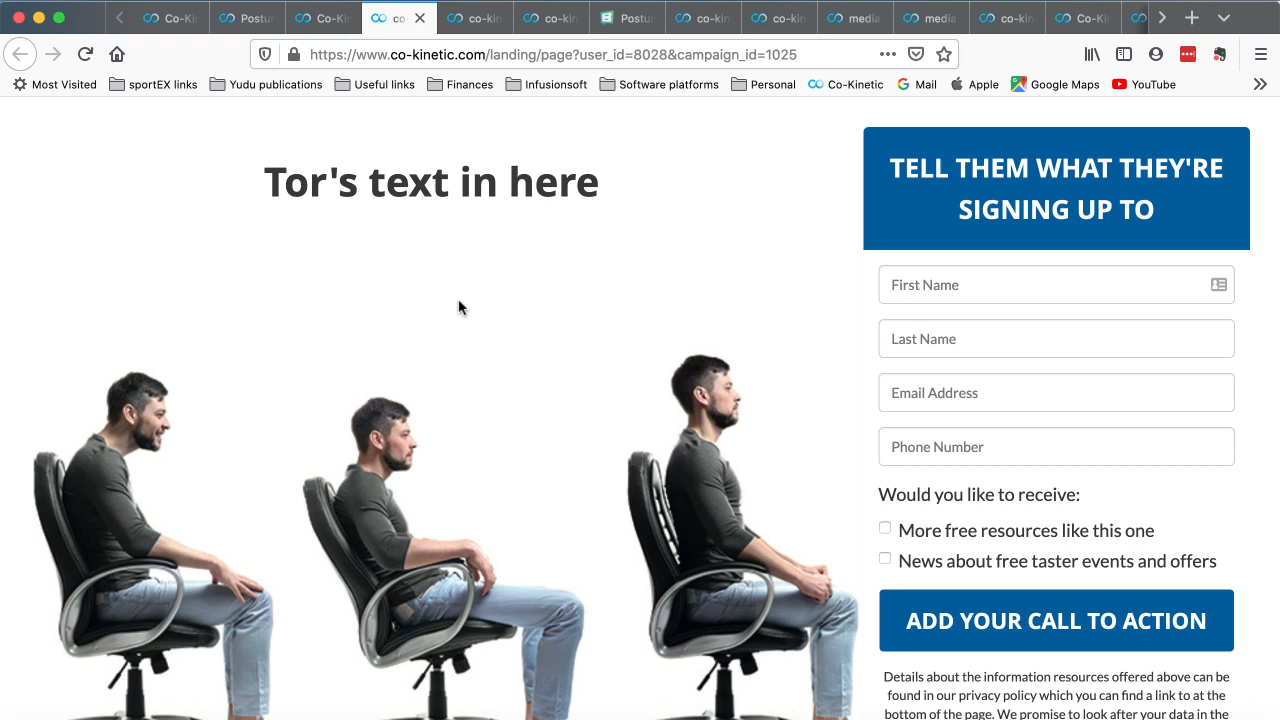 Co-Ki
Postu
Co-Ki
co-
co-kin
co-kin
Postu
co-kin
co-kin
media
media
co-kin
Co-Ki
https://www.co-kinetic.com/landing/page?user_id=8028&campaign_id=1025
Most Visited
sportEX links
Yudu publications
Useful links
Finances
Infusionsoft
Software platforms
Personal
Co-Kinetic
Mail
Apple
Google Maps
YouTube
Tor's text in here
TELL THEM WHAT THEY'RE
SIGNING UP TO
First Name
Last Name
Email Address
Phone Number
Would you like to receive:
More free resources like this one
News about free taster events and offers
ADD YOUR CALL TO ACTION
Details about the information resources offered above can be
found in our privacy policy which you can find a link to at the
bottom of the page. We promise to look after your data in the